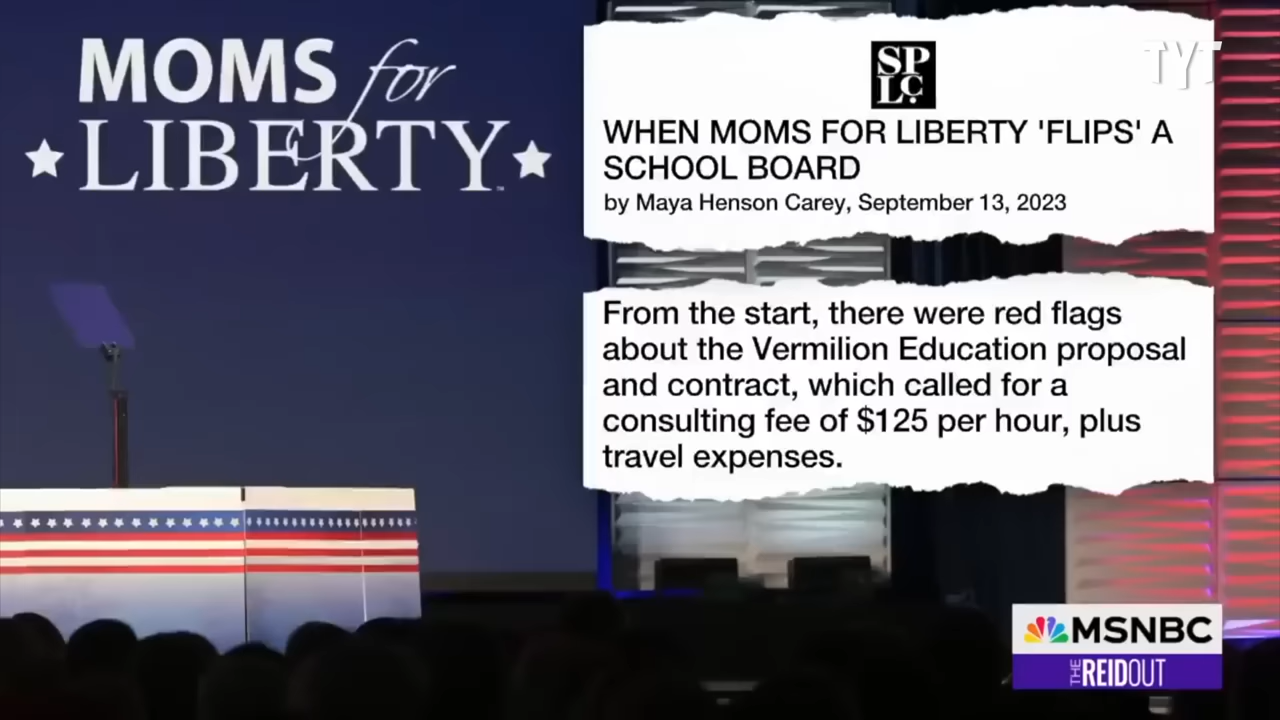 MOMS for
LIBERTY™
SPLC
TYT
WHEN MOMS FOR LIBERTY 'FLIPS' A
SCHOOL BOARD
by Maya Henson Carey, September 13, 2023
From the start, there were red flags
about the Vermilion Education proposal
and contract, which called for a
consulting fee of $125 per hour, plus
travel expenses.
MSNBC
THE REIDOUT